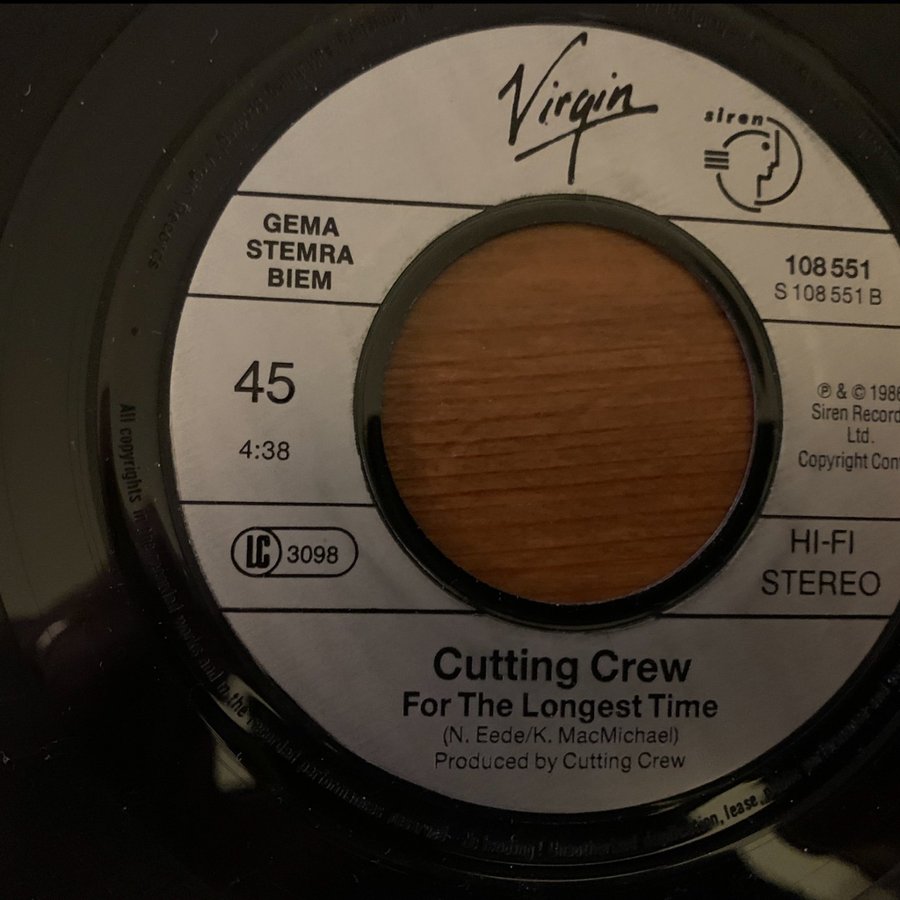 Virgin
siren
GEMA
STEMRA
BIEM
108 551
S 108 551 B
45
4:38
℗ & © 1986
Siren Record
Ltd.
Copyright Con
LC 3098
HI-FI
STEREO
Cutting Crew
For The Longest Time
(N. Eede/K. MacMichael)
Produced by Cutting Crew
All copyrights